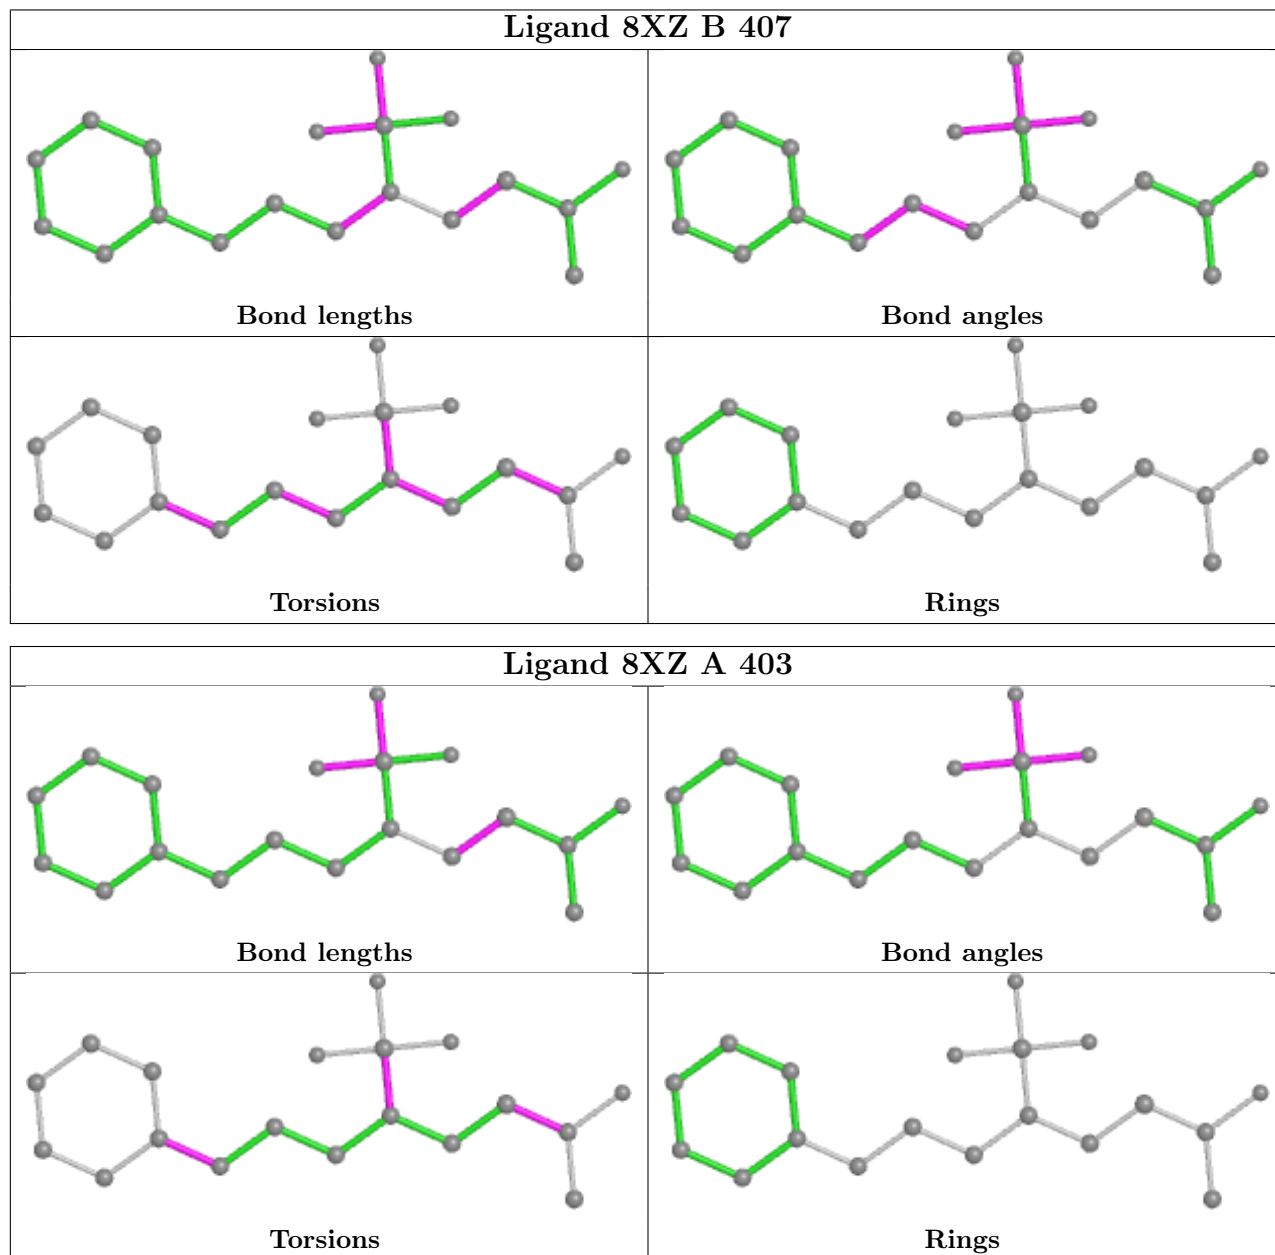 Ligand 8XZ B 407
Bond lengths
Bond angles
Torsions
Rings
Ligand 8XZ A 403
Bond lengths
Bond angles
Torsions
Rings